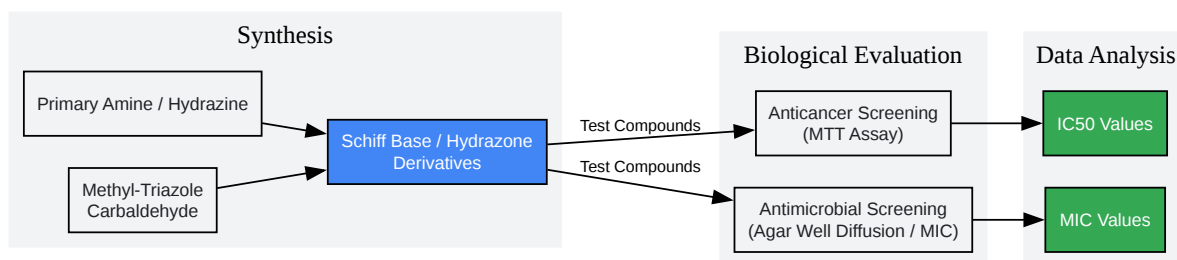 Synthesis
Primary Amine / Hydrazine
Methyl-Triazole
Carbaldehyde
Schiff Base / Hydrazone
Derivatives
Test Compounds
Test Compounds
Biological Evaluation
Anticancer Screening
(MTT Assay)
Antimicrobial Screening
(Agar Well Diffusion / MIC)
Data Analysis
IC50 Values
MIC Values